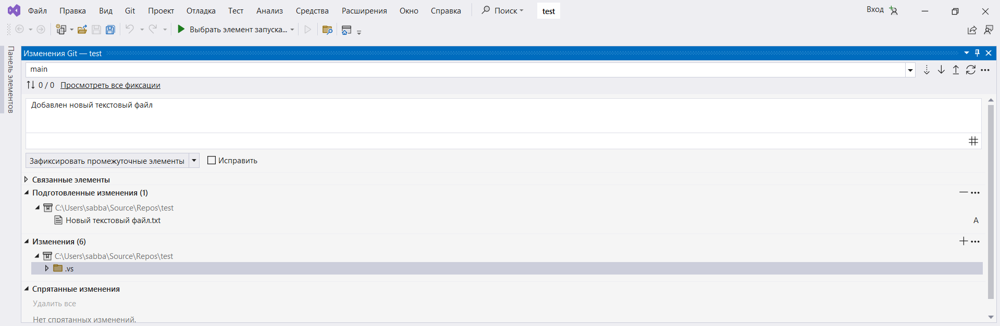 Файл Правка Вид Git Проект Отладка Тест Анализ Средства Расширения Окно Справка Поиск test Вход
Выбрать элемент запуска...
Панель элементов
Изменения Git — test
main
0 / 0 Просмотреть все фиксации
Добавлен новый текстовый файл
Зафиксировать промежуточные элементы Исправить
Связанные элементы
Подготовленные изменения (1)
C:\Users\sabba\Source\Repos\test
Новый текстовый файл.txt A
Изменения (6)
C:\Users\sabba\Source\Repos\test
.vs
Спрятанные изменения
Удалить все
Нет спрятанных изменений.